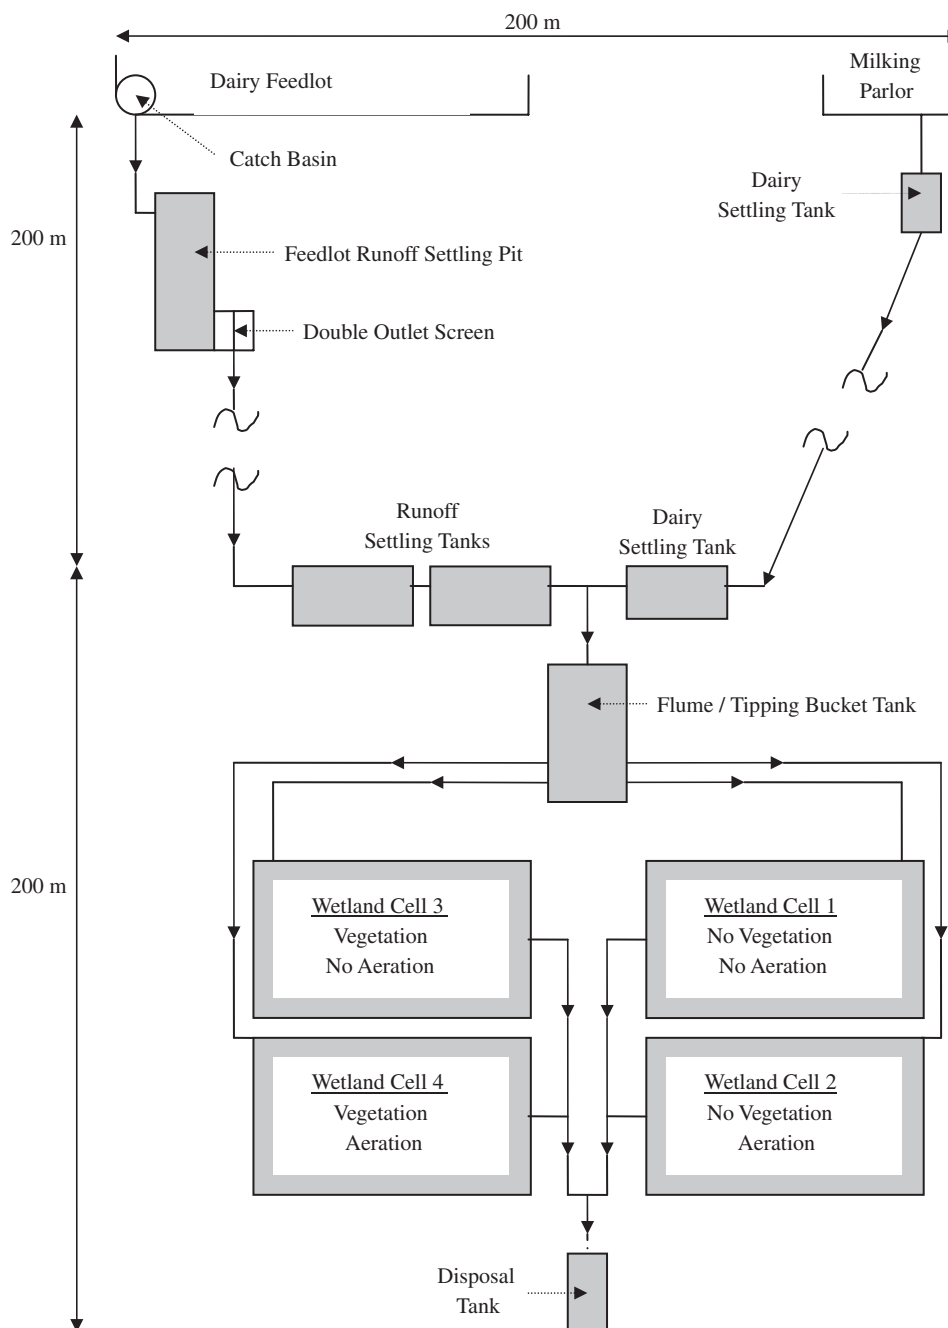 200 m
Dairy Feedlot
Milking
Parlor
Catch Basin
Dairy
Settling Tank
200 m
Feedlot Runoff Settling Pit
Double Outlet Screen
Runoff
Settling Tanks
Dairy
Settling Tank
Flume / Tipping Bucket Tank
200 m
Wetland Cell 3
Vegetation
No Aeration
Wetland Cell 1
No Vegetation
No Aeration
Wetland Cell 4
Vegetation
Aeration
Wetland Cell 2
No Vegetation
Aeration
Disposal
Tank